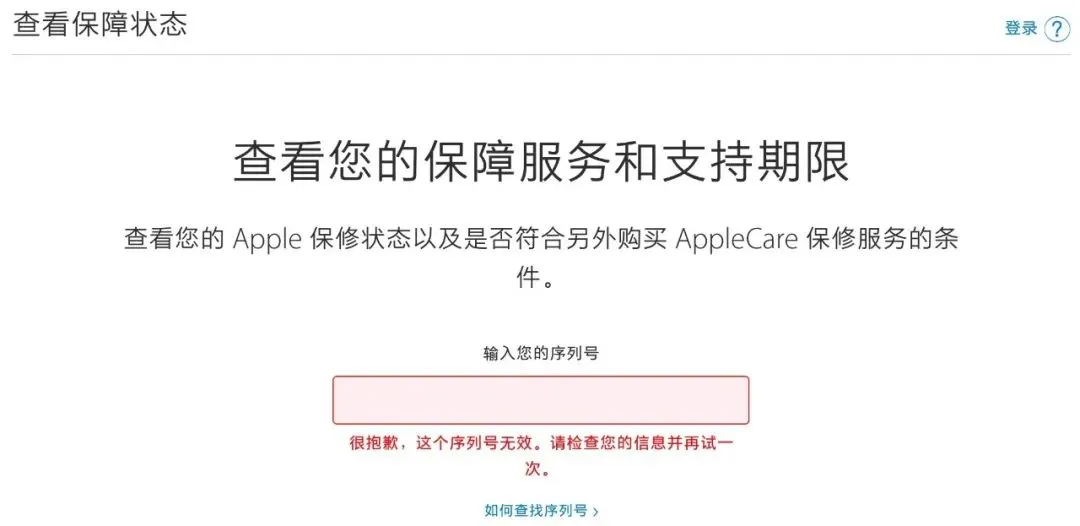 查看保障状态
登录 ?
查看您的保障服务和支持期限
查看您的 Apple 保修状态以及是否符合另外购买 AppleCare 保修服务的条
件。
输入您的序列号
很抱歉，这个序列号无效。请检查您的信息并再试一
次。
如何查找序列号 ›